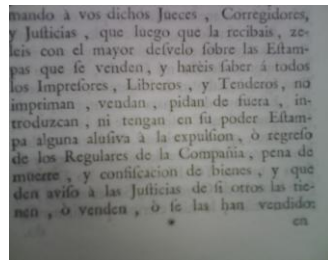 mando à vos dichos Jueces, Corregidores,
y Juſticias, que luego que la recibais, ze-
leis con el mayor deſvelo ſobre las Eſtam-
pas que ſe venden, y hareis ſaber à todos
los Impreſores, Libreros, y Tenderos, no
impriman, vendan, pidan de fuera, in-
troduzcan, ni tengan en ſu poder Eſtam-
pa alguna aluſiva à la expulſion, ò regreſo
de los Regulares de la Compañia, pena de
muerte, y confiſcacion de bienes, y que
den aviſo à las Juſticias de ſi otros las tie-
nen, ò venden, ò ſe las han vendido:
en